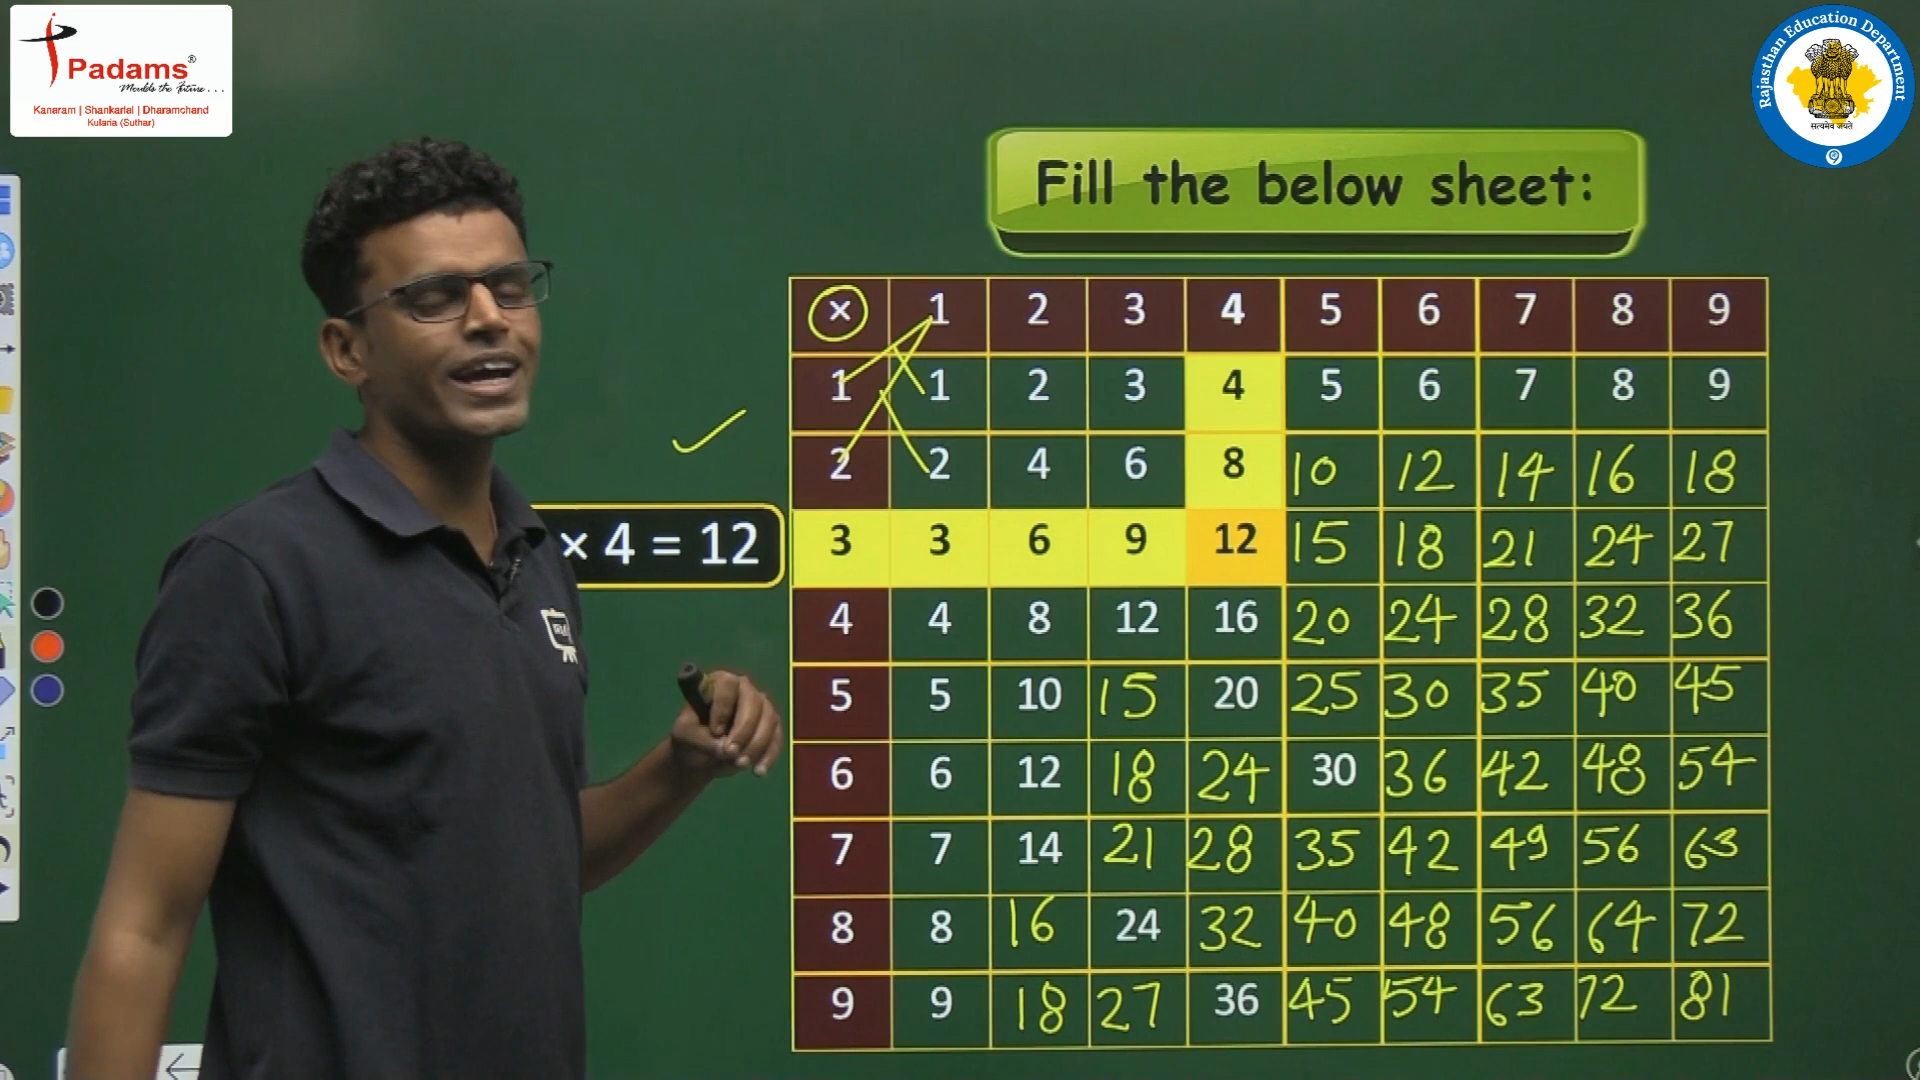 Padams®
Moulds the Future...
Kanaram | Shankarlal | Dharamchand
Kularia (Suthar)
Rajasthan Education Department
सत्यमेव जयते
Fill the below sheet:
× 1 2 3 4 5 6 7 8 9
1 1 2 3 4 5 6 7 8 9
2 2 4 6 8 10 12 14 16 18
× 4 = 12
3 3 6 9 12 15 18 21 24 27
4 4 8 12 16 20 24 28 32 36
5 5 10 15 20 25 30 35 40 45
6 6 12 18 24 30 36 42 48 54
7 7 14 21 28 35 42 49 56 63
8 8 16 24 32 40 48 56 64 72
9 9 18 27 36 45 54 63 72 81